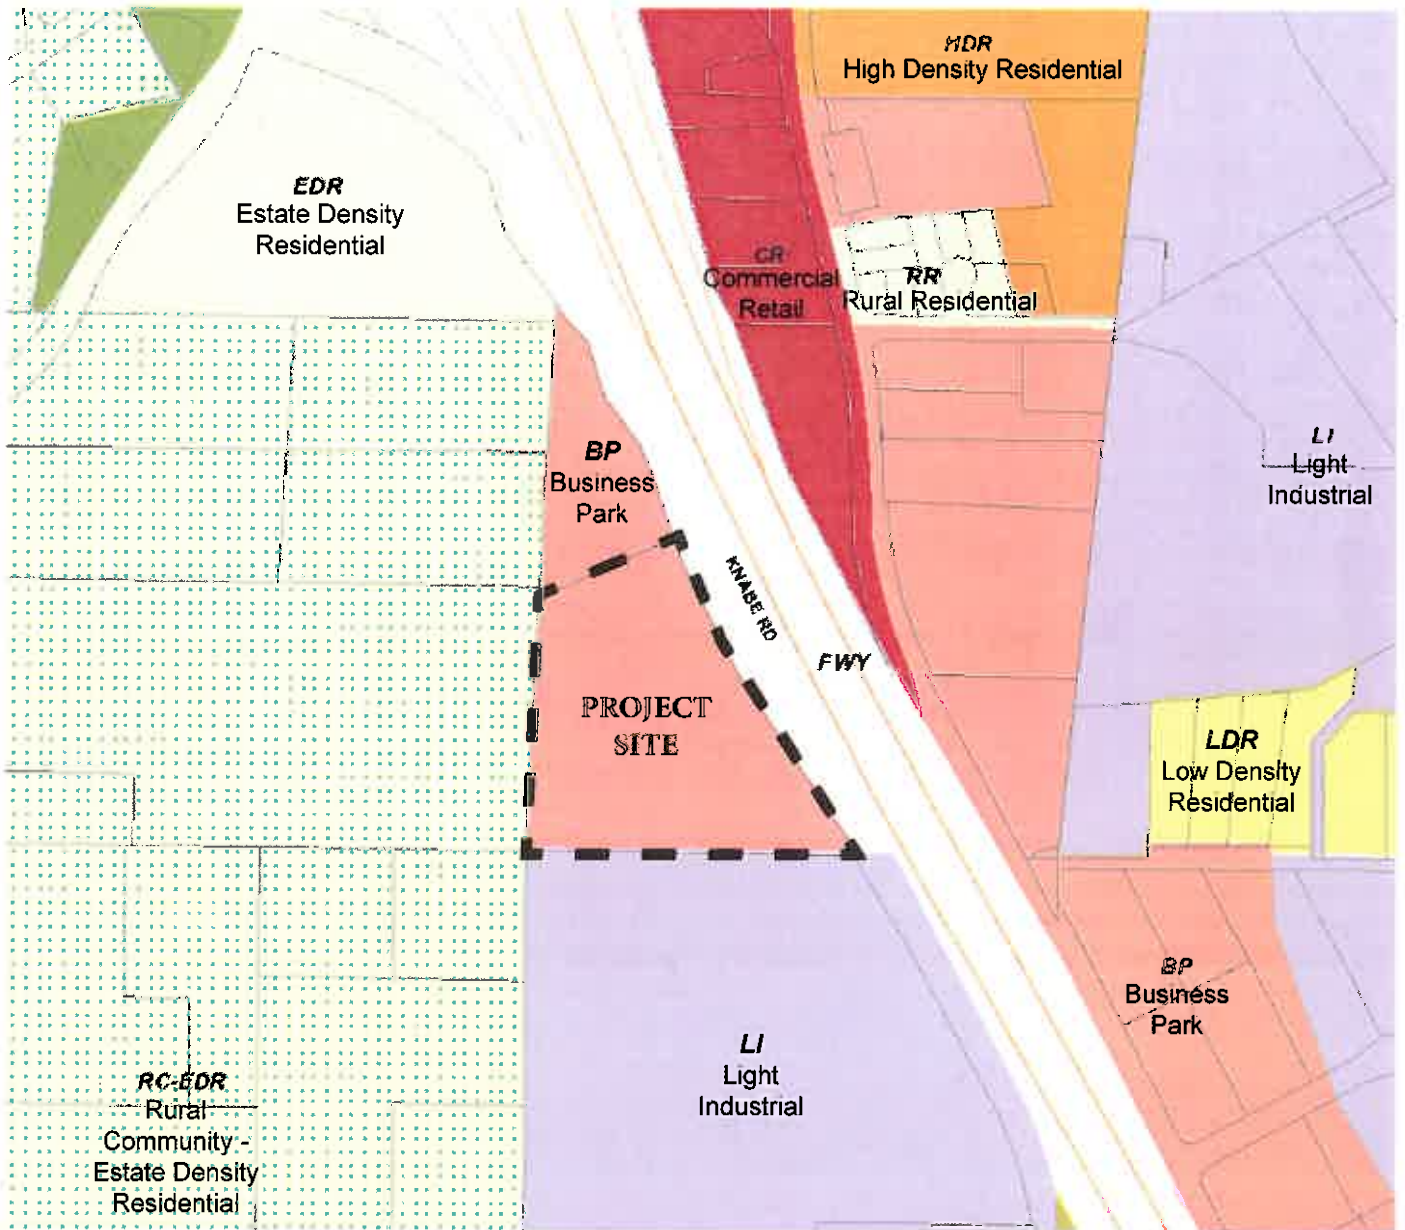 HDR
High Density Residential
EDR
Estate Density
Residential
CR
Commercial
Retail
RR
Rural Residential
LI
Light
Industrial
BP
Business
Park
KNABE RD
FWY
PROJECT
SITE
LDR
Low Density
Residential
BP
Business
Park
LI
Light
Industrial
RC-EDR
Rural
Community -
Estate Density
Residential